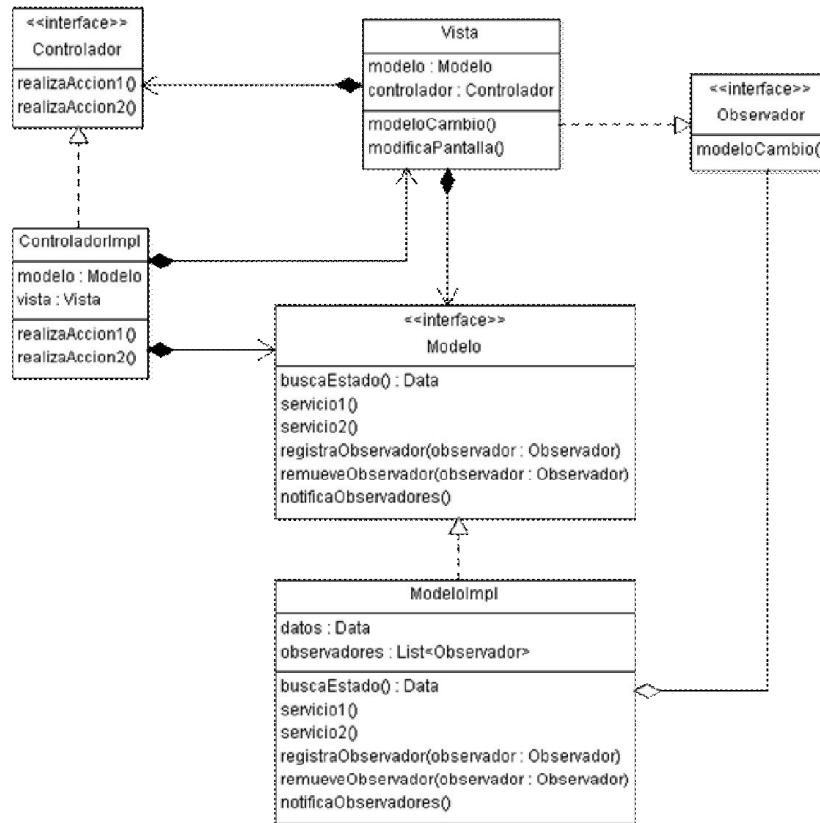 <<interface>>
Controlador
realizaAccion1()
realizaAccion2()
Vista
modelo : Modelo
controlador : Controlador
modeloCambio()
modificaPantalla()
<<interface>>
Observador
modeloCambio()
ControladorImpl
modelo : Modelo
vista : Vista
realizaAccion1()
realizaAccion2()
<<interface>>
Modelo
buscaEstado() : Data
servicio1()
servicio2()
registraObservador(observador : Observador)
remueveObservador(observador : Observador)
notificaObservadores()
ModeloImpl
datos : Data
observadores : List<Observador>
buscaEstado() : Data
servicio1()
servicio2()
registraObservador(observador : Observador)
remueveObservador(observador : Observador)
notificaObservadores()